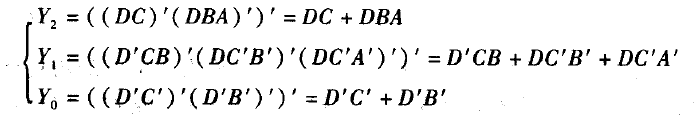 Y₂ = ((DC)′(DBA)′)′ = DC + DBA
Y₁ = ((D′CB)′(DC′B′)′(DC′A′)′)′ = D′CB + DC′B′ + DC′A′
Y₀ = ((D′C′)′(D′B′)′)′ = D′C′ + D′B′